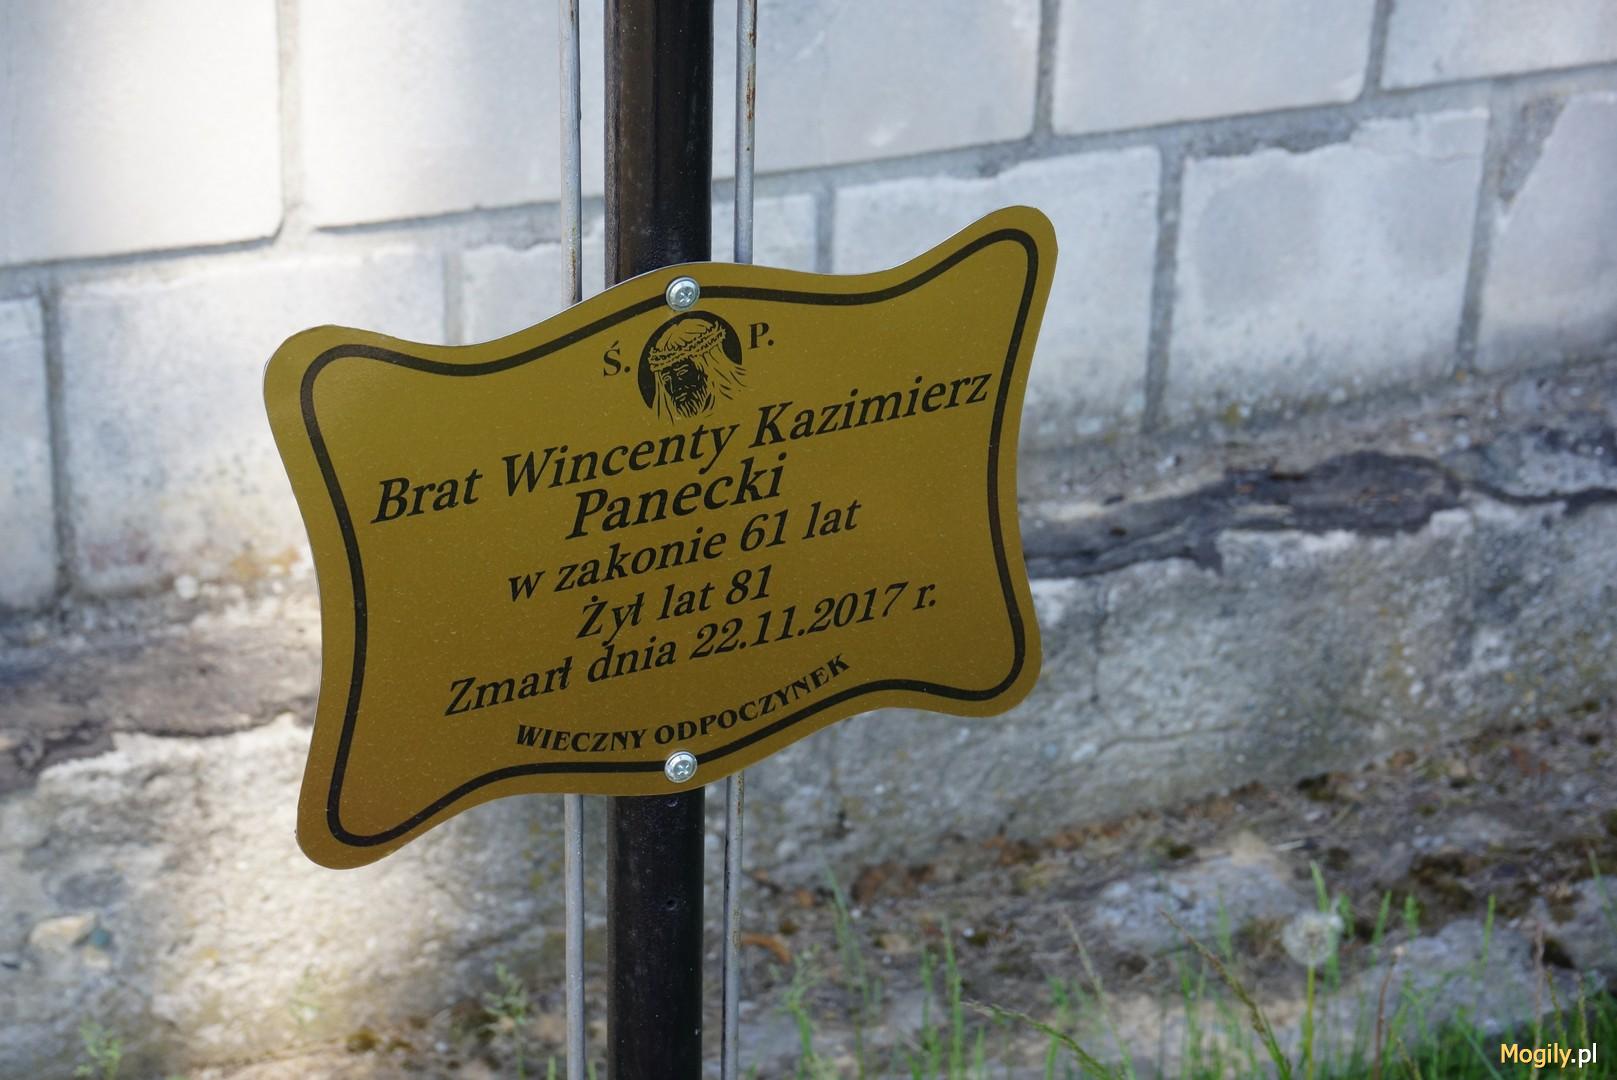 Ś. P.
Brat Wincenty Kazimierz
Panecki
w zakonie 61 lat
Żył lat 81
Zmarł dnia 22.11.2017 r.
WIECZNY ODPOCZYNEK
Mogily.pl